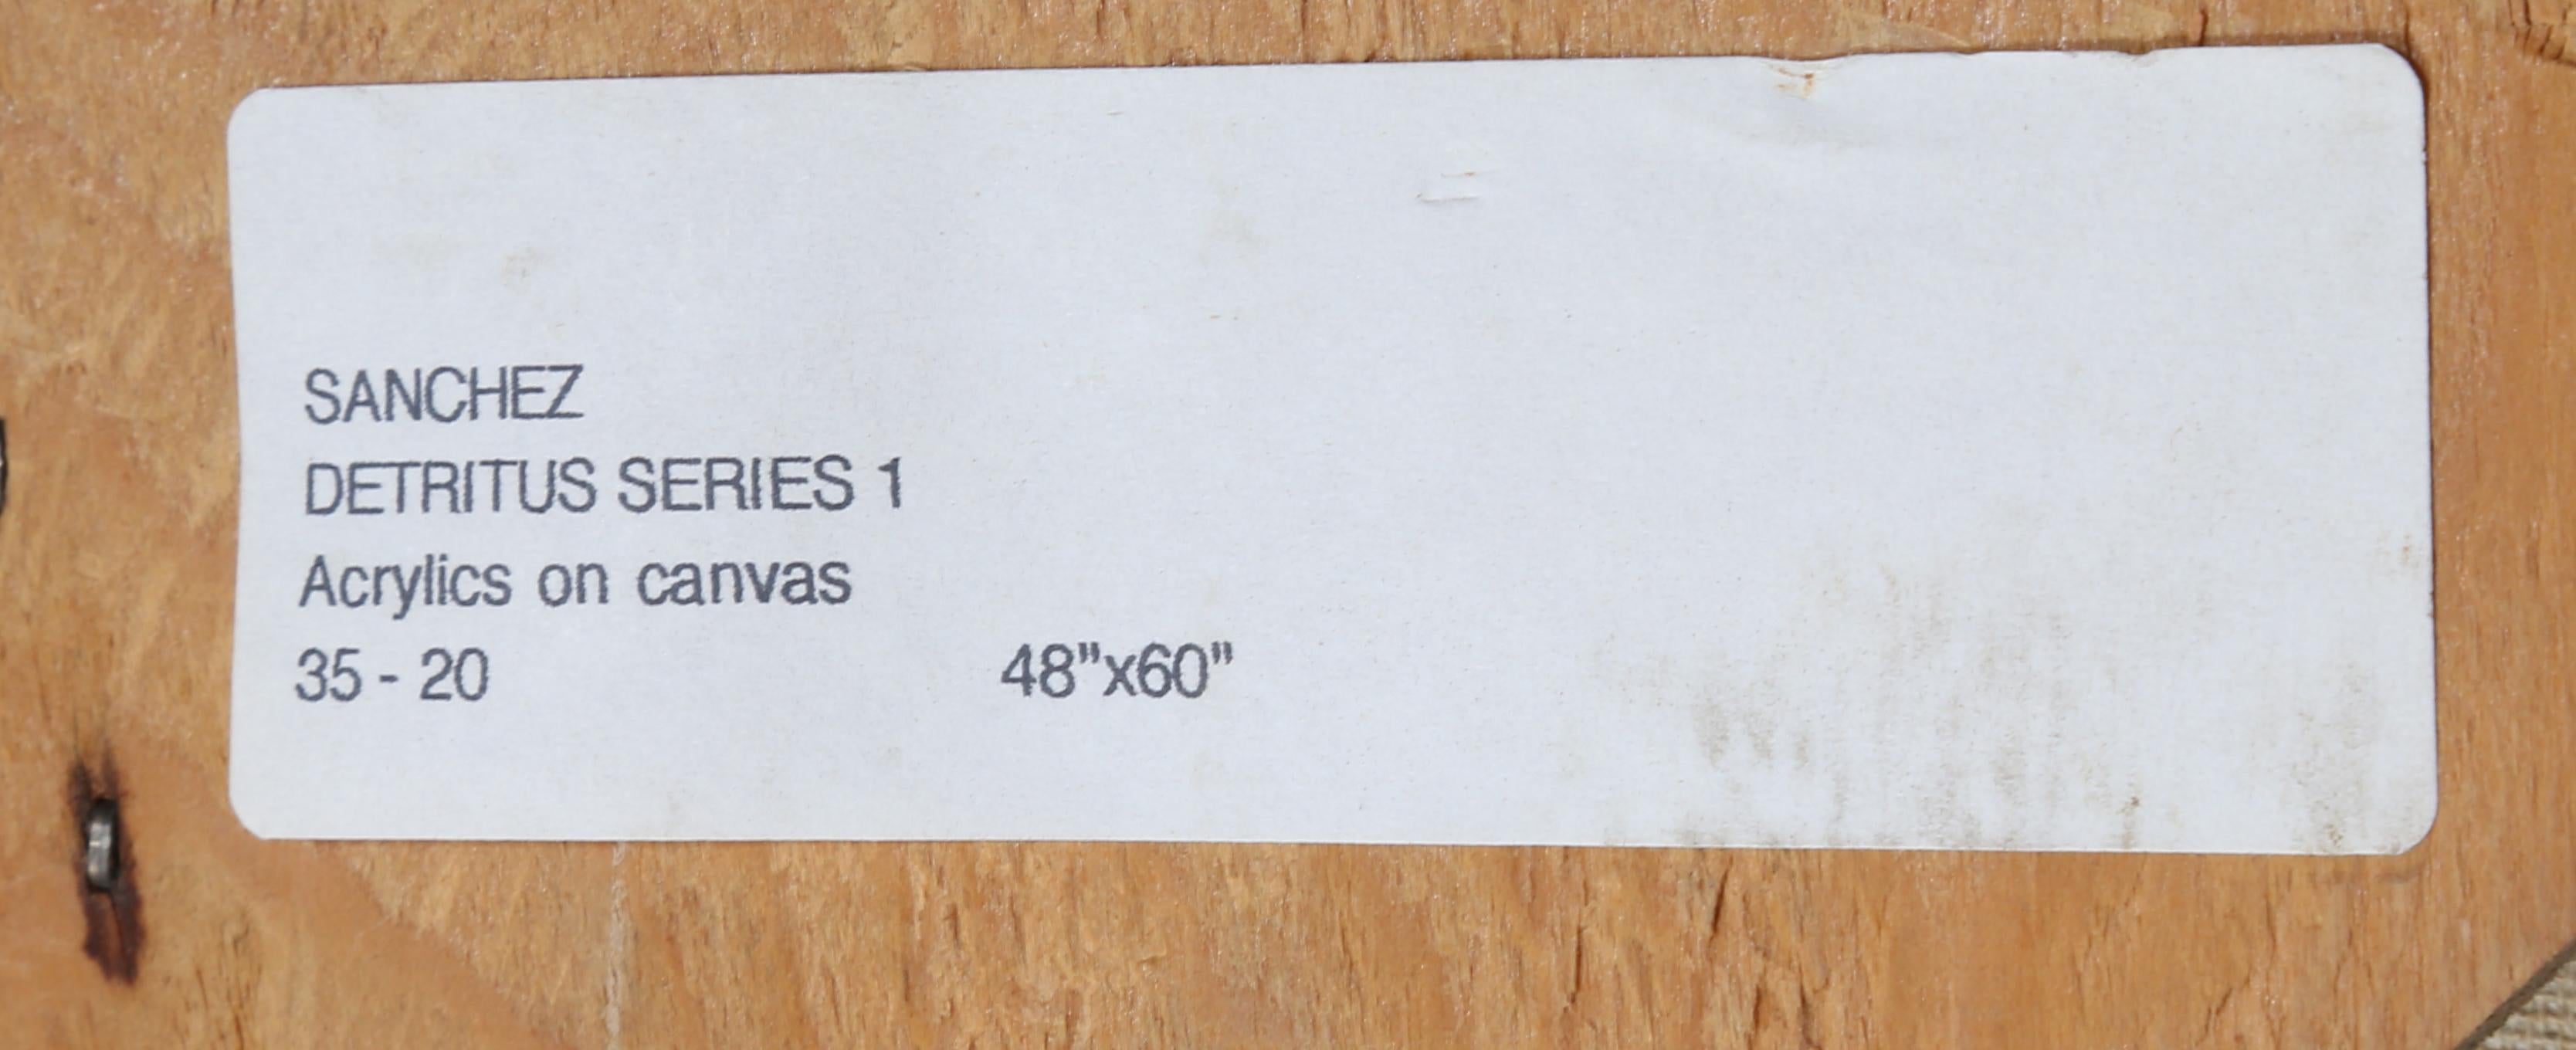 SANCHEZ
DETRITUS SERIES 1
Acrylics on canvas
35 - 20 48"x60"